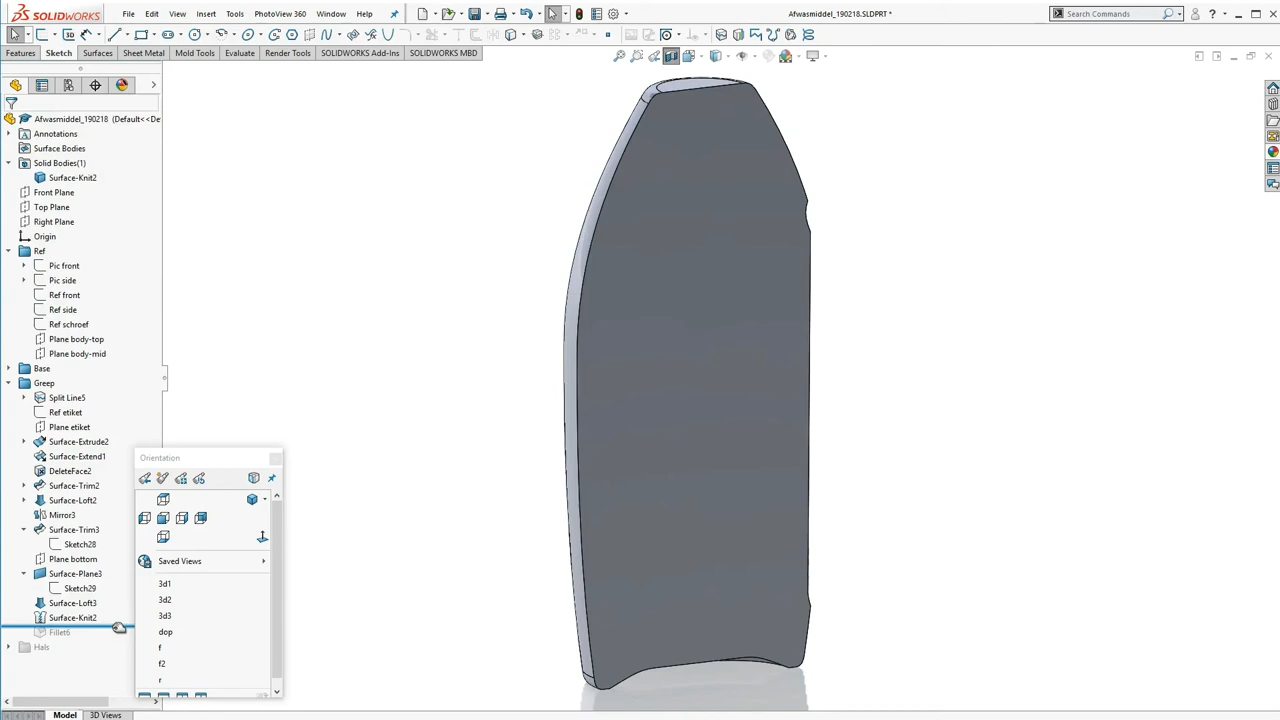 SOLIDWORKS File Edit View Insert Tools PhotoView 360 Window Help Afwasmiddel_190218.SLDPRT * Search Commands
Features Sketch Surfaces Sheet Metal Mold Tools Evaluate Render Tools SOLIDWORKS Add-Ins SOLIDWORKS MBD
Afwasmiddel_190218 (Default<<De
Annotations
Surface Bodies
Solid Bodies(1)
Surface-Knit2
Front Plane
Top Plane
Right Plane
Origin
Ref
Pic front
Pic side
Ref front
Ref side
Ref schroef
Plane body-top
Plane body-mid
Base
Greep
Split Line5
Ref etiket
Plane etiket
Surface-Extrude2
Surface-Extend1
DeleteFace2
Surface-Trim2
Surface-Loft2
Mirror3
Surface-Trim3
Sketch28
Plane bottom
Surface-Plane3
Sketch29
Surface-Loft3
Surface-Knit2
Fillet6
Hals
Orientation
Saved Views
3d1
3d2
3d3
dop
f
f2
r
Model 3D Views